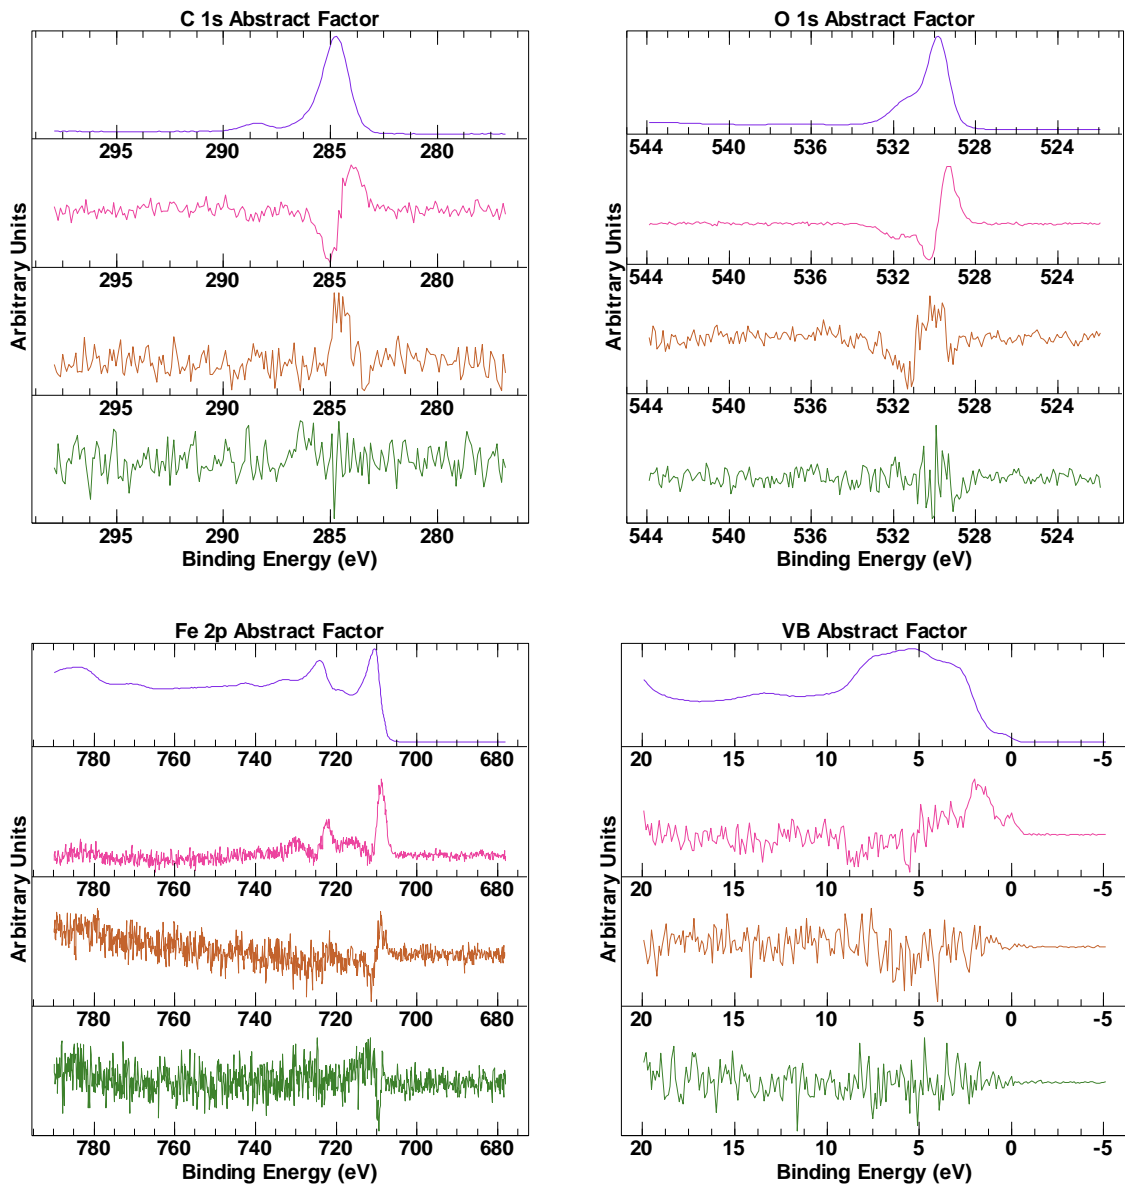 C 1s Abstract Factor
295 290 285 280
295 290 285 280
295 290 285 280
295 290 285 280
Binding Energy (eV)
Arbitrary Units
O 1s Abstract Factor
544 540 536 532 528 524
544 540 536 532 528 524
544 540 536 532 528 524
544 540 536 532 528 524
Binding Energy (eV)
Arbitrary Units
Fe 2p Abstract Factor
780 760 740 720 700 680
780 760 740 720 700 680
780 760 740 720 700 680
780 760 740 720 700 680
Binding Energy (eV)
Arbitrary Units
VB Abstract Factor
20 15 10 5 0 -5
20 15 10 5 0 -5
20 15 10 5 0 -5
20 15 10 5 0 -5
Binding Energy (eV)
Arbitrary Units